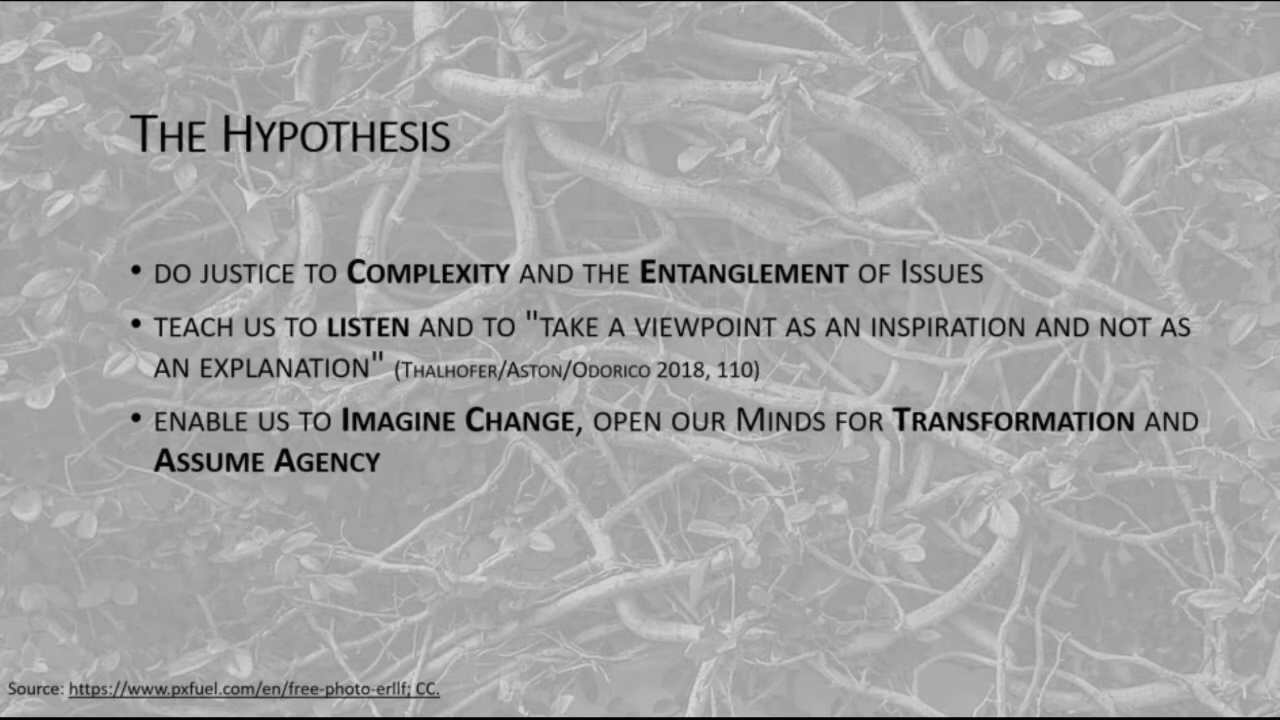 The Hypothesis
• do justice to Complexity and the Entanglement of Issues
• teach us to listen and to "take a viewpoint as an inspiration and not as
an explanation" (Thalhofer/Aston/Odorico 2018, 110)
• enable us to Imagine Change, open our Minds for Transformation and
Assume Agency
Source: https://www.pxfuel.com/en/free-photo-erllf; CC.